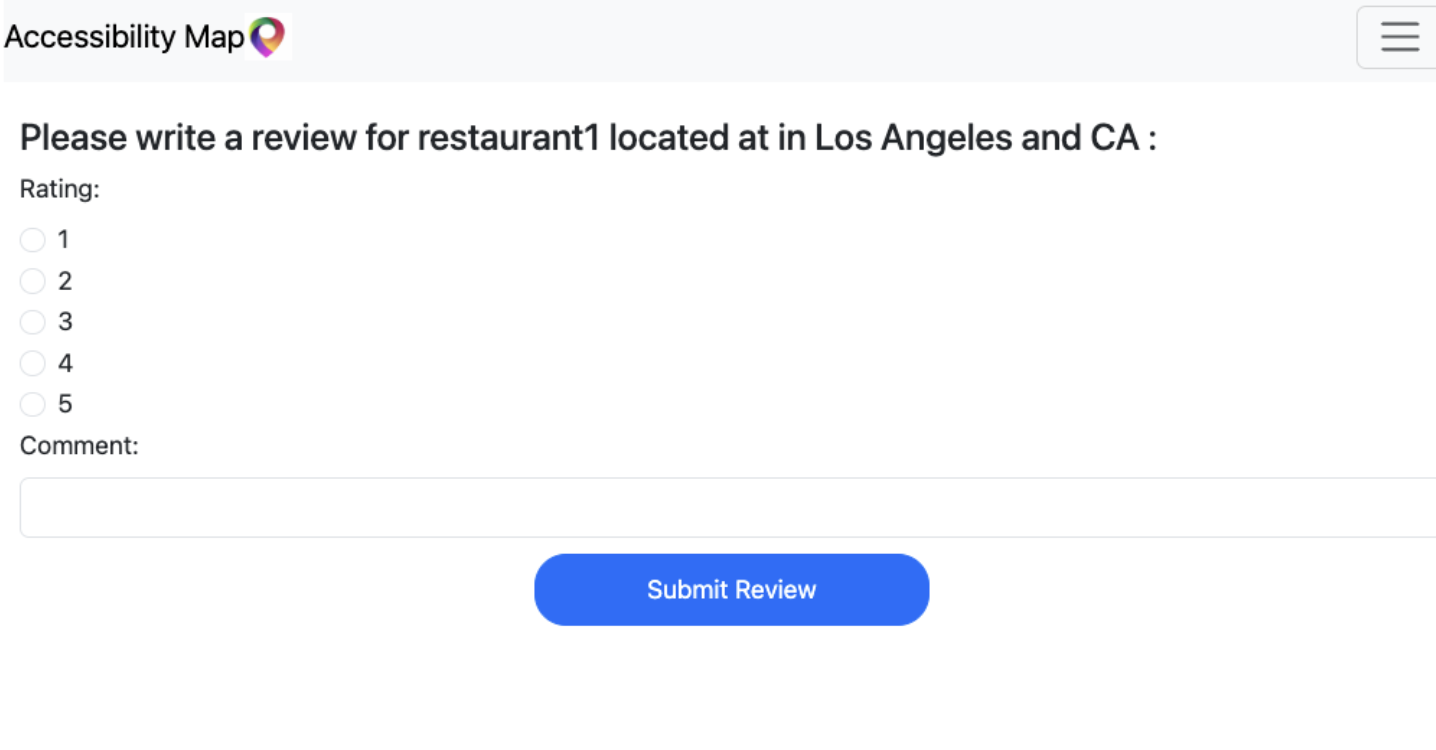 Accessibility Map
Please write a review for restaurant1 located at in Los Angeles and CA :
Rating:
1
2
3
4
5
Comment:
Submit Review